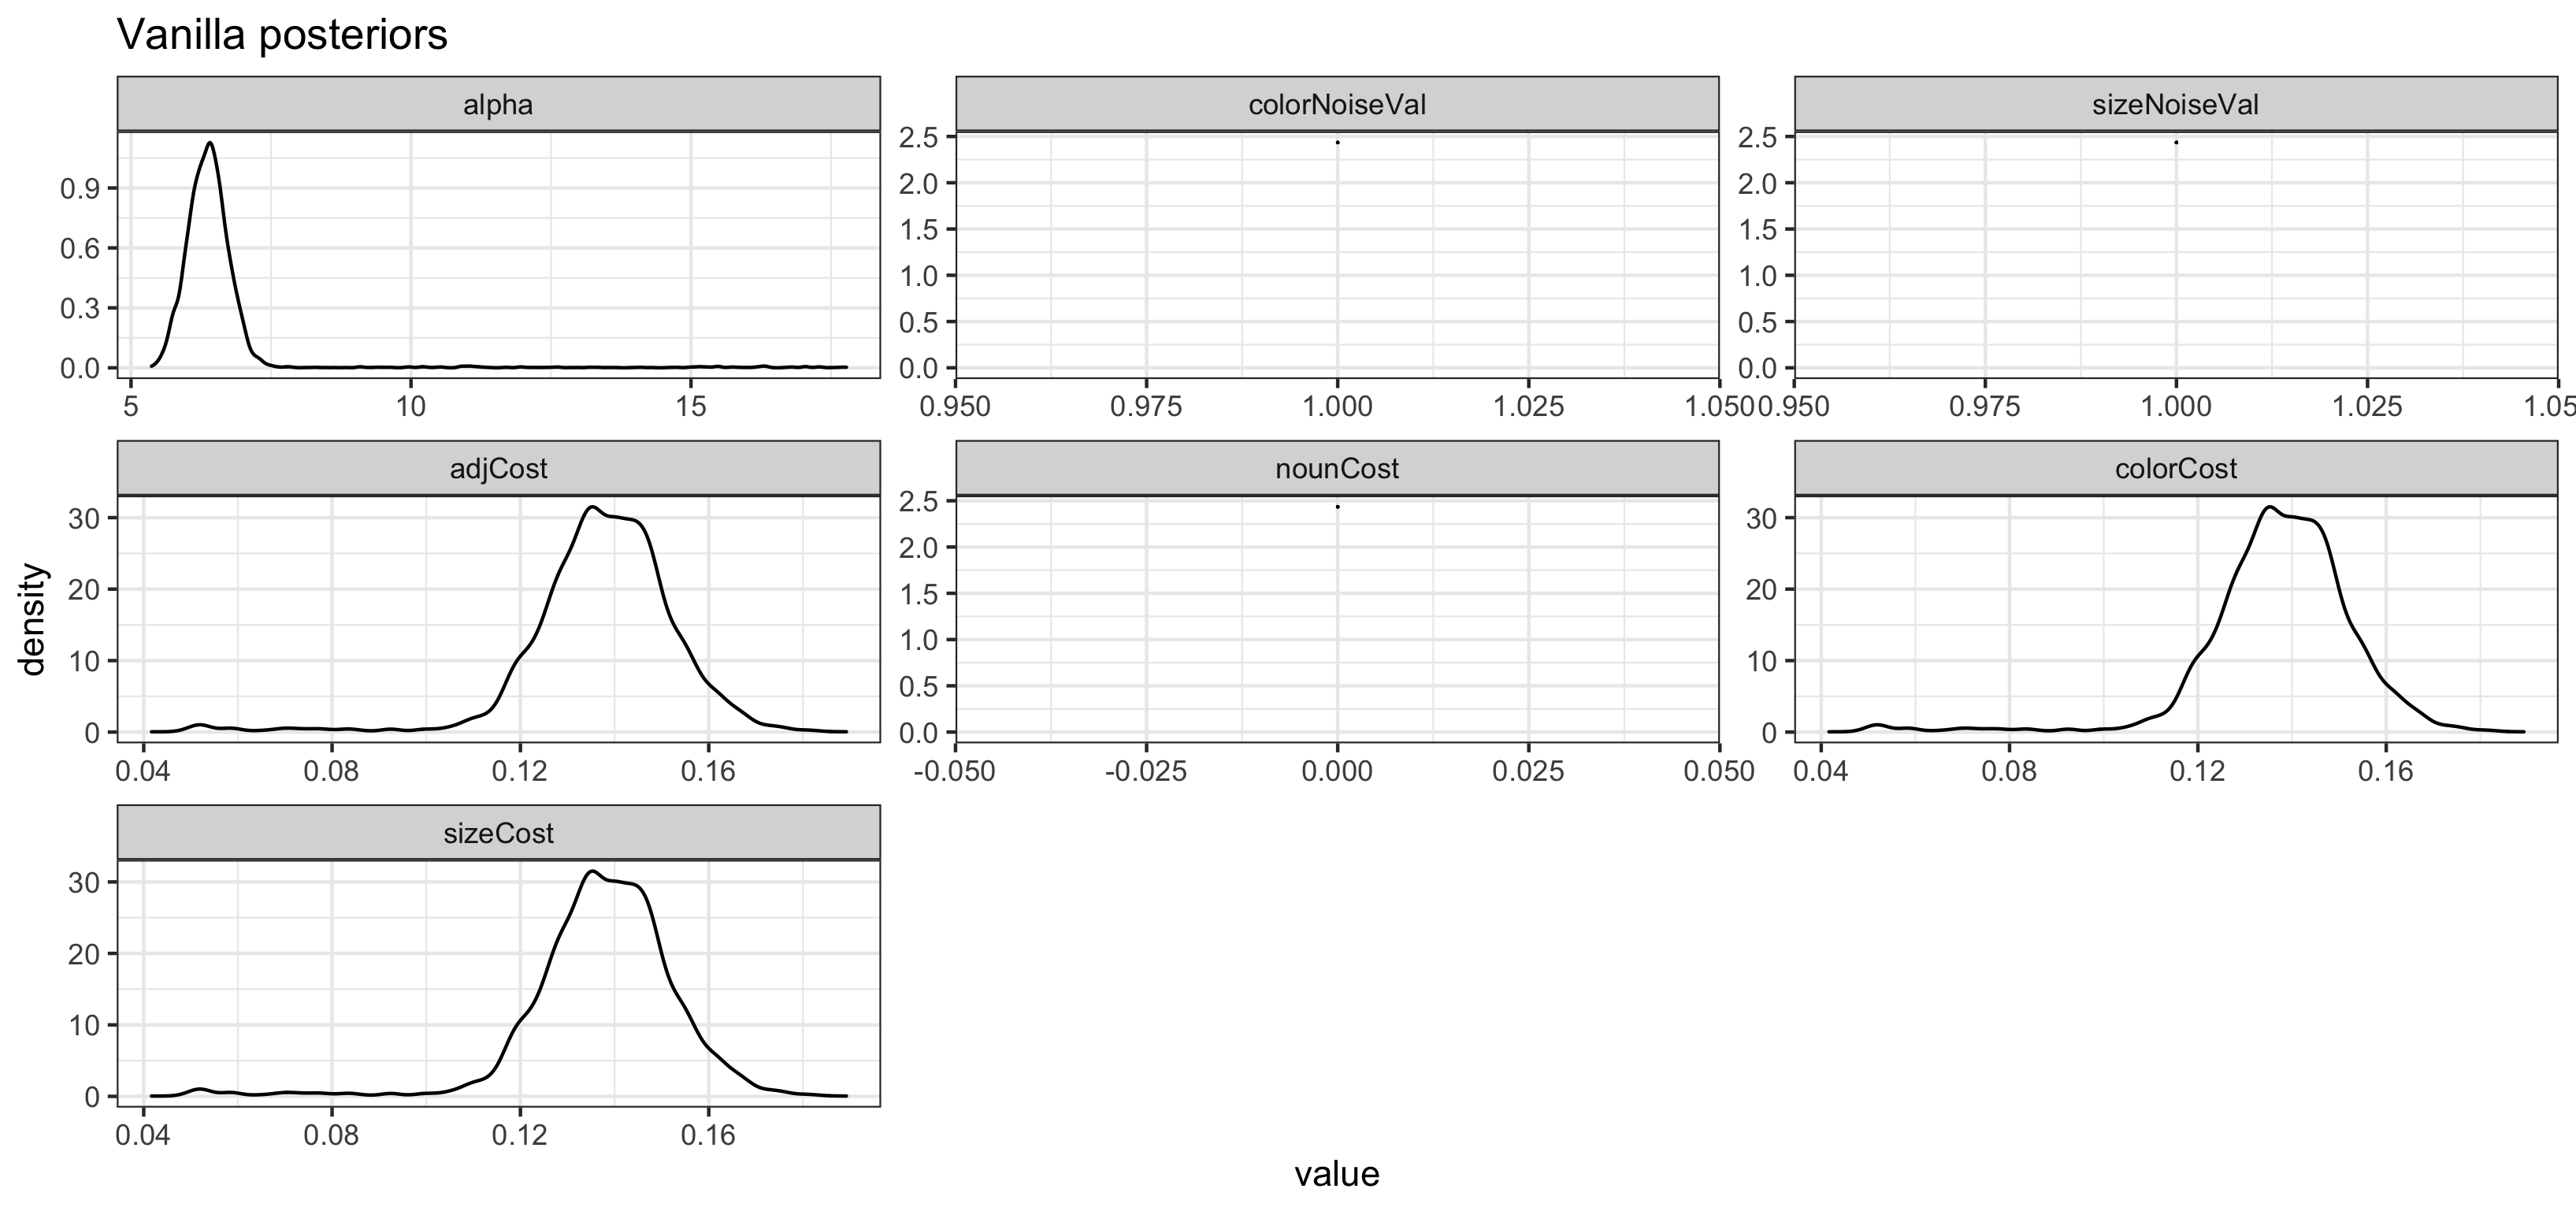 Vanilla posteriors
alpha colorNoiseVal sizeNoiseVal
0.9
0.6
0.3
0.0
2.5
2.0
1.5
1.0
0.5
0.0
2.5
2.0
1.5
1.0
0.5
0.0
5 10 15
0.950 0.975 1.000 1.025 1.050
0.950 0.975 1.000 1.025 1.05
adjCost nounCost colorCost
30
20
10
0
2.5
2.0
1.5
1.0
0.5
0.0
30
20
10
0
0.04 0.08 0.12 0.16
-0.050 -0.025 0.000 0.025 0.050
0.04 0.08 0.12 0.16
density
sizeCost
30
20
10
0
0.04 0.08 0.12 0.16
value